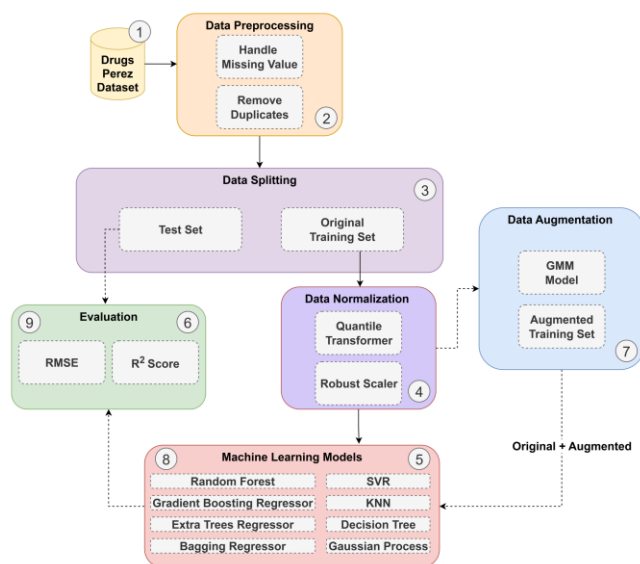 1
Drugs
Perez
Dataset
Data Preprocessing
Handle
Missing Value
Remove
Duplicates
2
Data Splitting
3
Test Set
Original
Training Set
Data Augmentation
GMM
Model
Augmented
Training Set
7
Data Normalization
Quantile
Transformer
Robust Scaler
4
9
Evaluation
6
RMSE
R² Score
Original + Augmented
8
Machine Learning Models
5
Random Forest
SVR
Gradient Boosting Regressor
KNN
Extra Trees Regressor
Decision Tree
Bagging Regressor
Gaussian Process